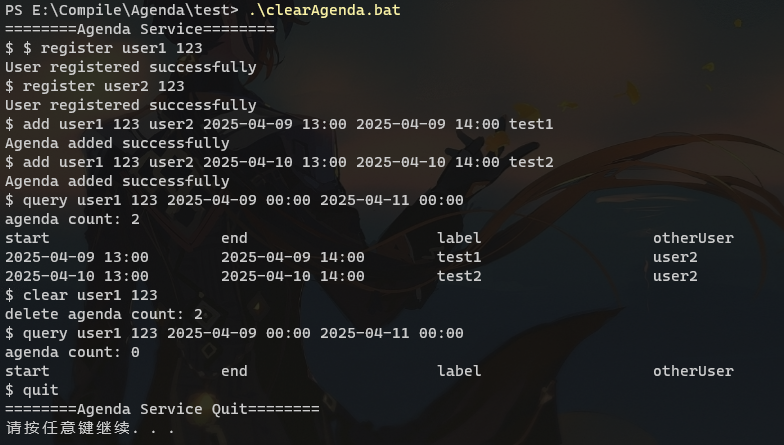 PS E:\Compile\Agenda\test> .\clearAgenda.bat
========Agenda Service========
$ $ register user1 123
User registered successfully
$ register user2 123
User registered successfully
$ add user1 123 user2 2025-04-09 13:00 2025-04-09 14:00 test1
Agenda added successfully
$ add user1 123 user2 2025-04-10 13:00 2025-04-10 14:00 test2
Agenda added successfully
$ query user1 123 2025-04-09 00:00 2025-04-11 00:00
agenda count: 2
start end label otherUser
2025-04-09 13:00 2025-04-09 14:00 test1 user2
2025-04-10 13:00 2025-04-10 14:00 test2 user2
$ clear user1 123
delete agenda count: 2
$ query user1 123 2025-04-09 00:00 2025-04-11 00:00
agenda count: 0
start end label otherUser
$ quit
========Agenda Service Quit========
请按任意键继续. . .